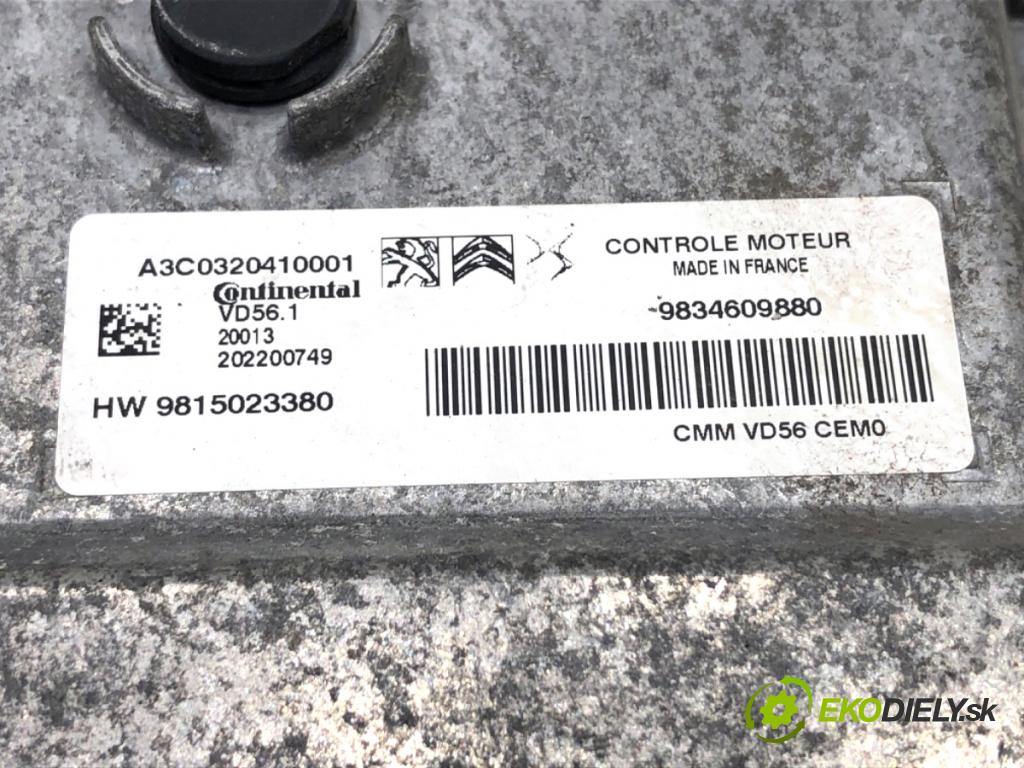 A3C0320410001
Continental
VD56.1
20013
202200749
HW 9815023380
CONTROLE MOTEUR
MADE IN FRANCE
9834609880
CMM VD56 CEM0
EKODIELY.sk